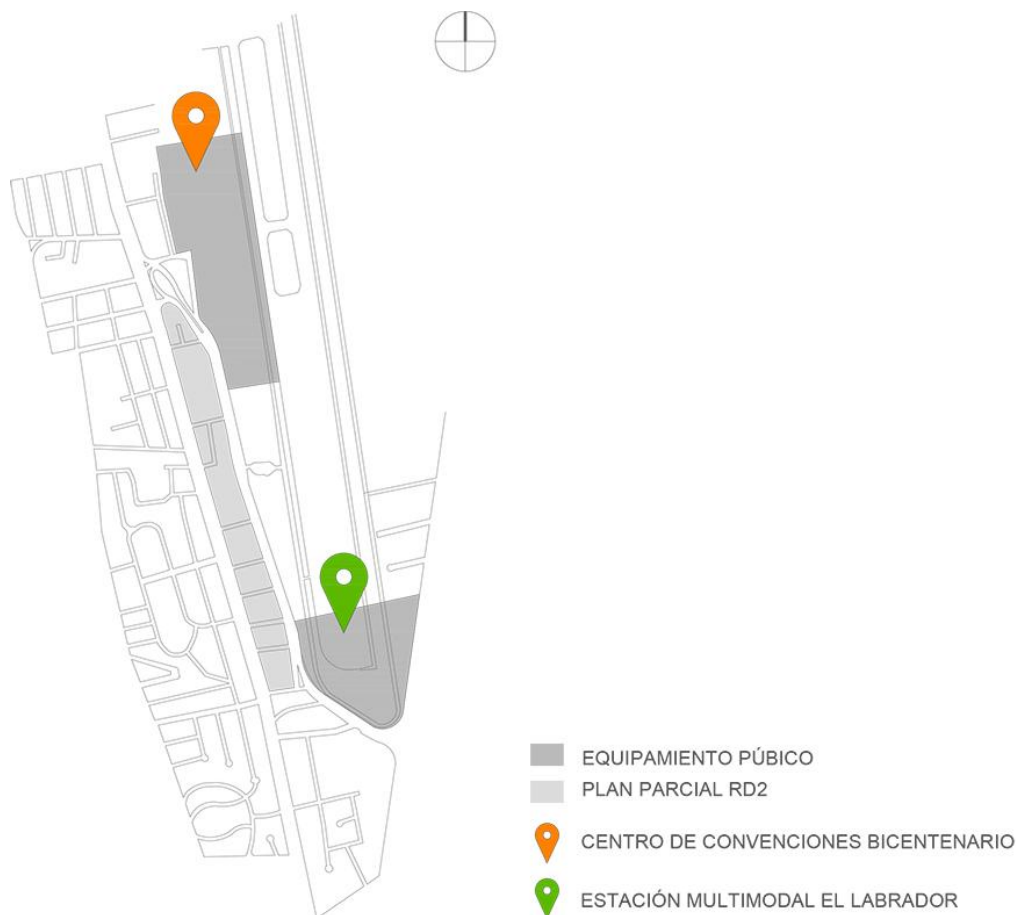 EQUIPAMIENTO PÚBICO
PLAN PARCIAL RD2
CENTRO DE CONVENCIONES BICENTENARIO
ESTACIÓN MULTIMODAL EL LABRADOR